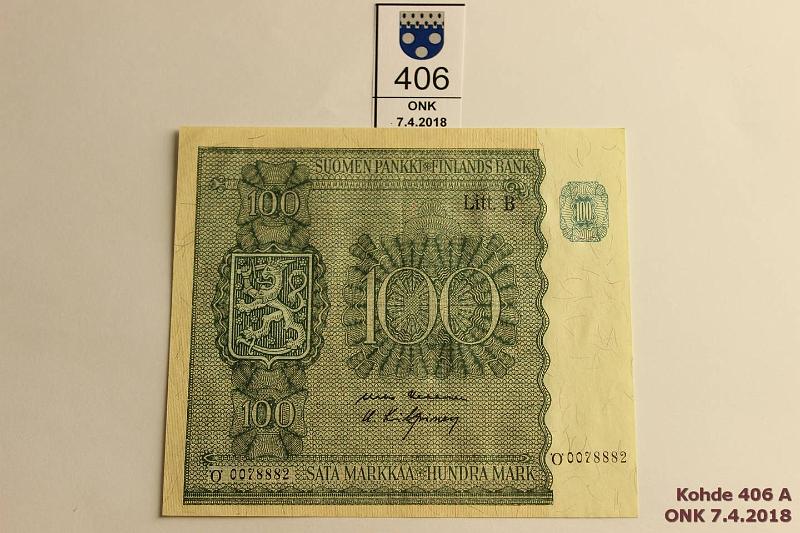 406
ONK
7.4.2018
SUOMEN PANKKI FINLANDS BANK
100
Litt. B
100
100
100
O 0078882
SATA MARKKAA HUNDRA MARK
O 0078882
Kohde 406 A
ONK 7.4.2018